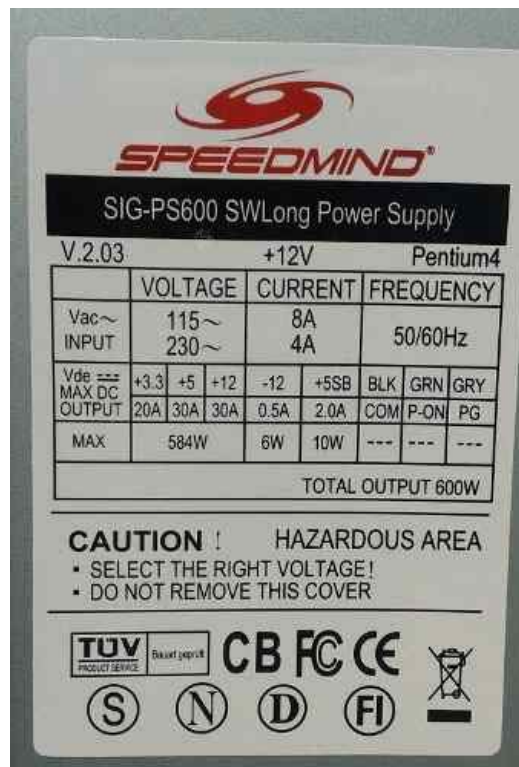 SPEEDMIND®
SIG-PS600 SWLong Power Supply
V.2.03 +12V Pentium4
VOLTAGE CURRENT FREQUENCY
Vac~ INPUT 115~ 230~ 8A 4A 50/60Hz
Vde MAX DC OUTPUT +3.3 +5 +12 -12 +5SB BLK GRN GRY
20A 30A 30A 0.5A 2.0A COM P-ON PG
MAX 584W 6W 10W --- --- ---
TOTAL OUTPUT 600W
CAUTION ! HAZARDOUS AREA
▪ SELECT THE RIGHT VOLTAGE!
▪ DO NOT REMOVE THIS COVER
TÜV PRODUCT SERVICE Bauart geprüft CB FC CE
S N D FI